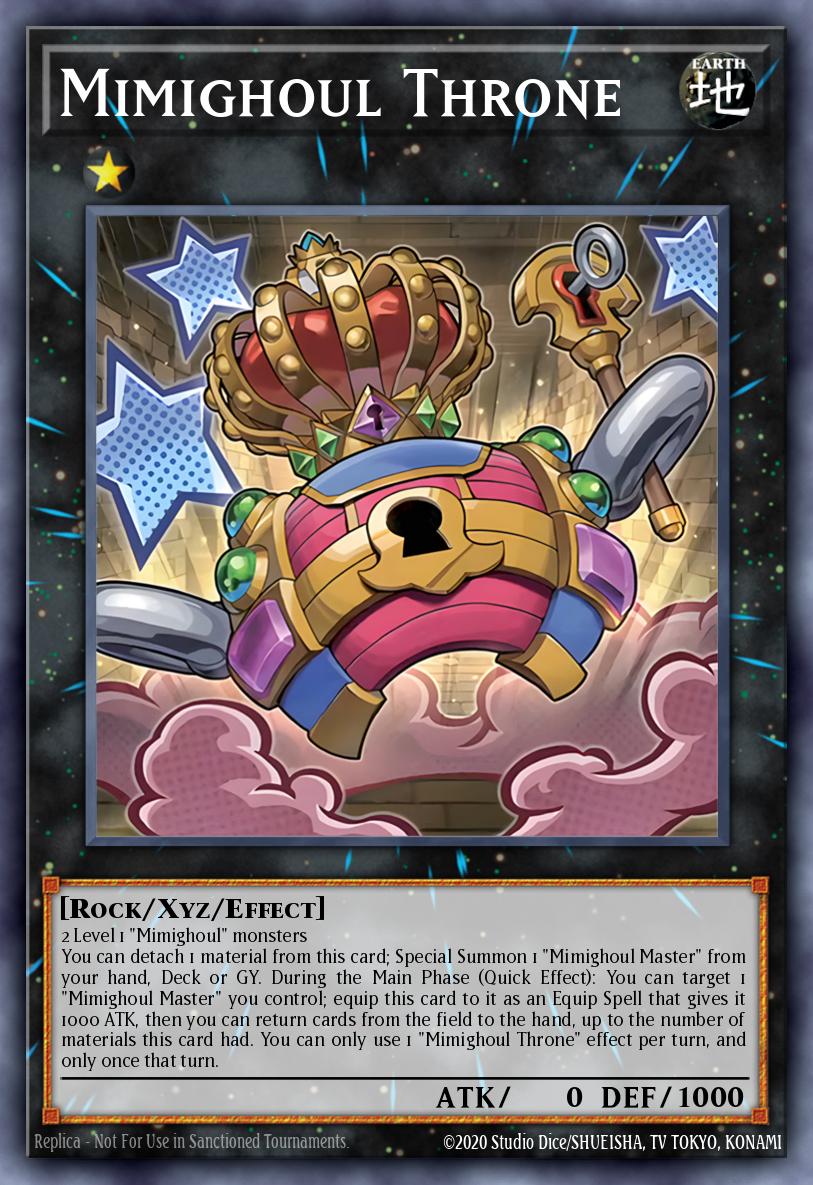 Mimighoul Throne
EARTH
地
[Rock/Xyz/Effect]
2 Level 1 "Mimighoul" monsters
You can detach 1 material from this card; Special Summon 1 "Mimighoul Master" from
your hand, Deck or GY. During the Main Phase (Quick Effect): You can target 1
"Mimighoul Master" you control; equip this card to it as an Equip Spell that gives it
1000 ATK, then you can return cards from the field to the hand, up to the number of
materials this card had. You can only use 1 "Mimighoul Throne" effect per turn, and
only once that turn.
ATK/ 0 DEF/1000
Replica - Not For Use in Sanctioned Tournaments.
©2020 Studio Dice/SHUEISHA, TV TOKYO, KONAMI